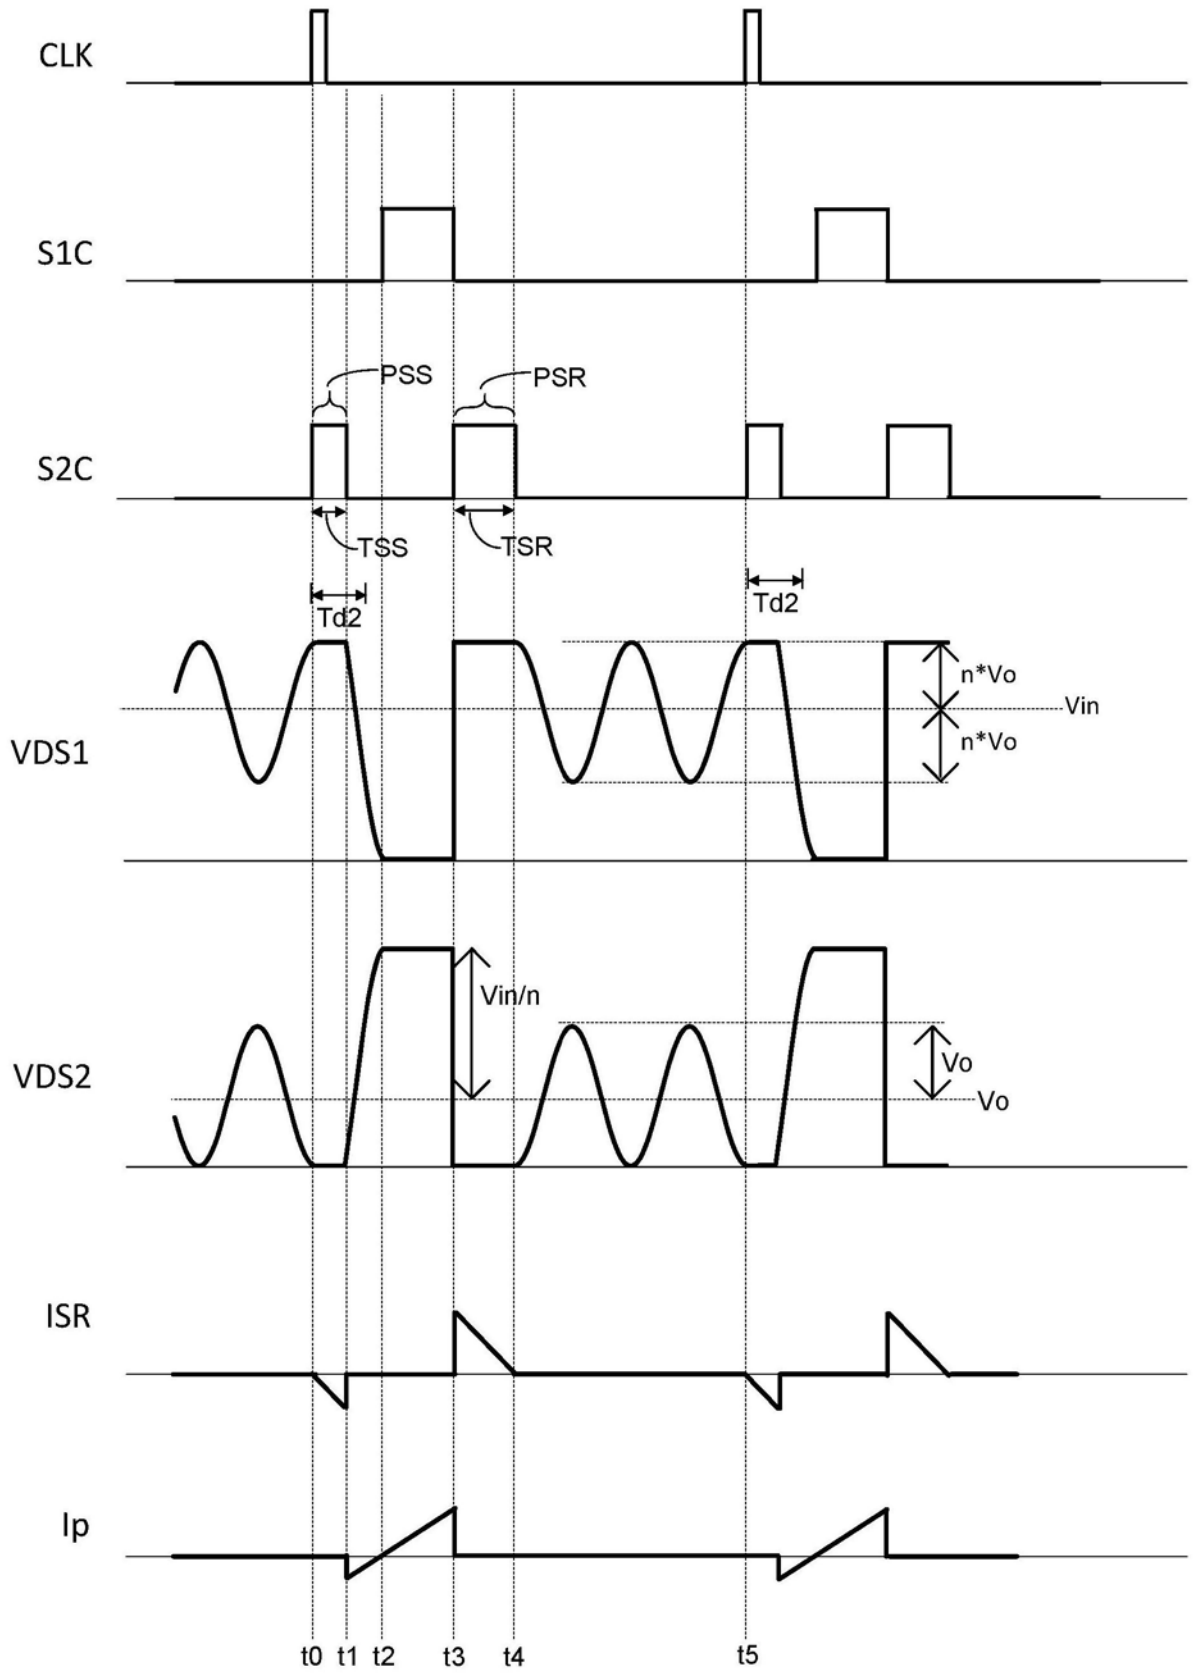 CLK
S1C
PSS
PSR
S2C
TSS
TSR
Td2
Td2
n*Vo
Vin
n*Vo
VDS1
Vin/n
Vo
VDS2
Vo
ISR
Ip
t0 t1 t2 t3 t4 t5